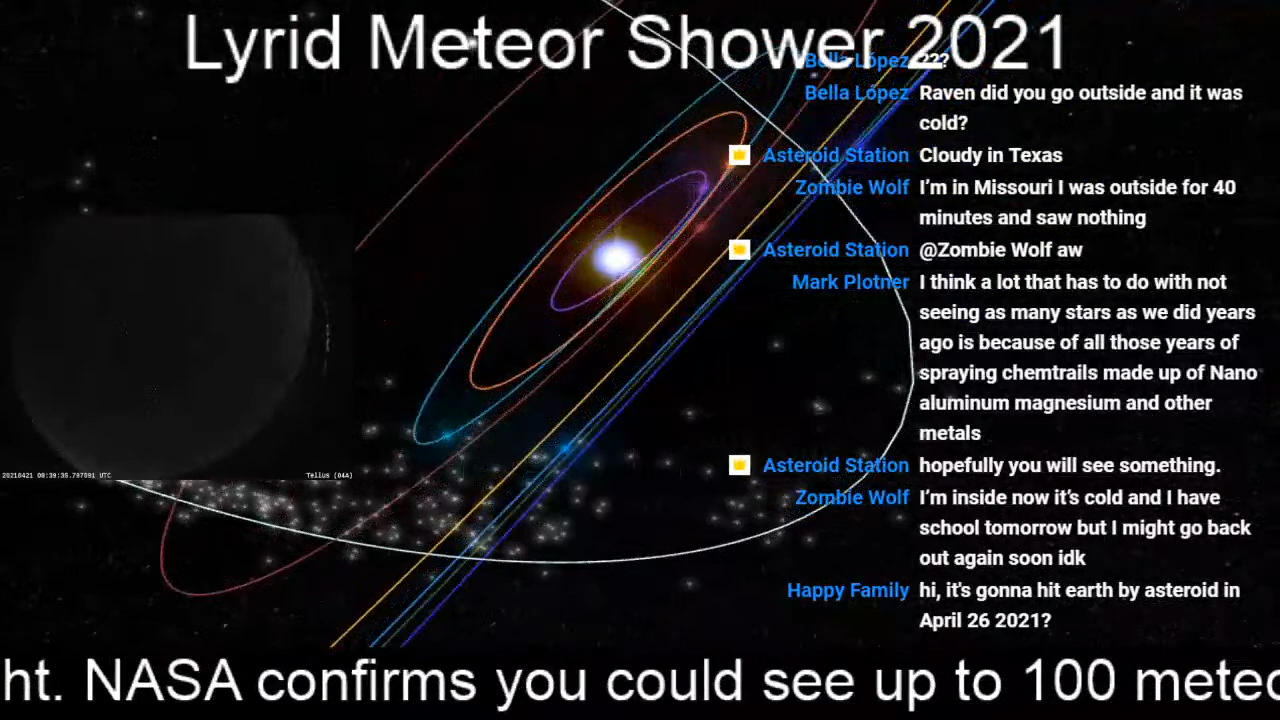 Lyrid Meteor Shower 2021
Bella López ???
Bella López Raven did you go outside and it was
cold?
Asteroid Station Cloudy in Texas
Zombie Wolf I'm in Missouri I was outside for 40
minutes and saw nothing
Asteroid Station @Zombie Wolf aw
Mark Plotner I think a lot that has to do with not
seeing as many stars as we did years
ago is because of all those years of
spraying chemtrails made up of Nano
aluminum magnesium and other
metals
Asteroid Station hopefully you will see something.
Zombie Wolf I'm inside now it's cold and I have
school tomorrow but I might go back
out again soon idk
Happy Family hi, it's gonna hit earth by asteroid in
April 26 2021?
Tellus (04A)
ht. NASA confirms you could see up to 100 meteo